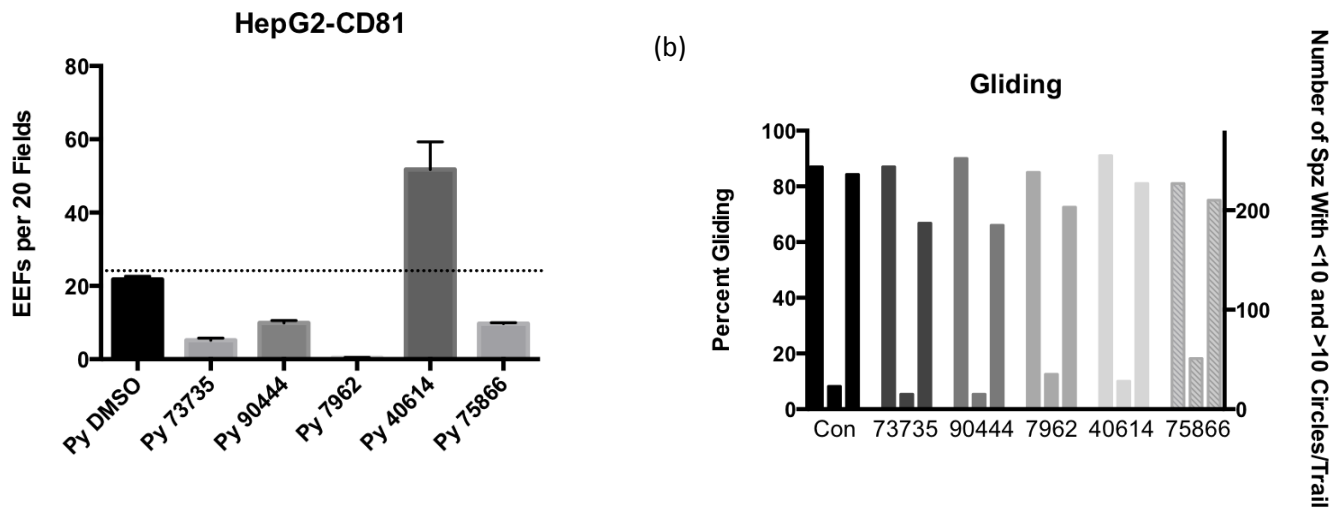 HepG2-CD81
EEFs per 20 Fields
80
60
40
20
0
Py DMSO
Py 73735
Py 90444
Py 7962
Py 40614
Py 75866
(b)
Gliding
Percent Gliding
100
80
60
40
20
0
Con
73735
90444
7962
40614
75866
200
100
0
Number of Spz With <10 and >10 Circles/Trail